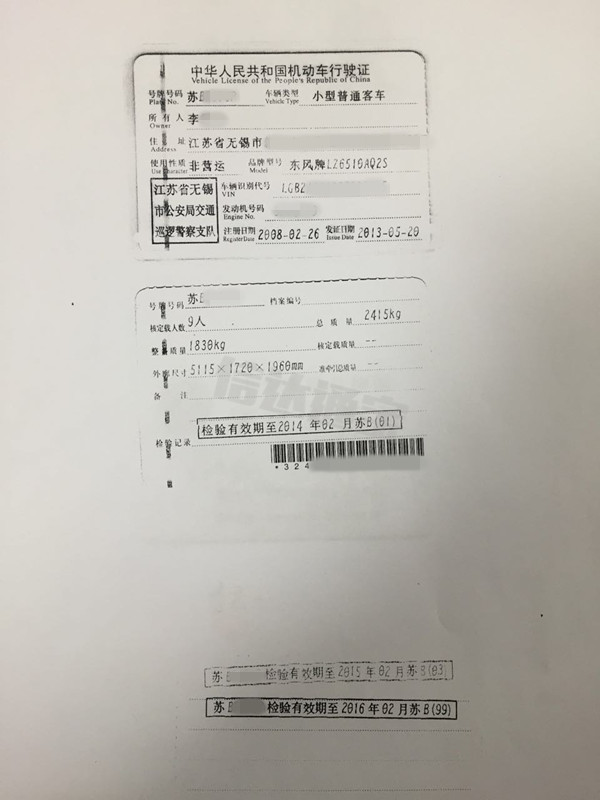 中华人民共和国机动车行驶证
Vehicle License of the People's Republic of China
号牌号码 苏B 车辆类型 小型普通客车
Plate No. Vehicle Type
所有人 李
Owner
住址 江苏省无锡市
Address
使用性质 非营运 品牌型号 东风牌LZ6510AQ2S
Use Character Model
江苏省无锡 车辆识别代号 LGB2
VIN
市公安局交通 发动机号码
Engine No.
巡逻警察支队 注册日期 2008-02-26 发证日期 2013-05-20
Register Date Issue Date
号牌号码 苏B 档案编号
核定载人数 9人 总质量 2415kg
整备质量 1830kg 核定载质量 --
外廓尺寸 5115×1720×1960 准牵引总质量 --
备注
检验有效期至2014年02月苏B(01)
检验记录
*324
苏B 检验有效期至2015年02月苏B(03)
苏B 检验有效期至2016年02月苏B(99)